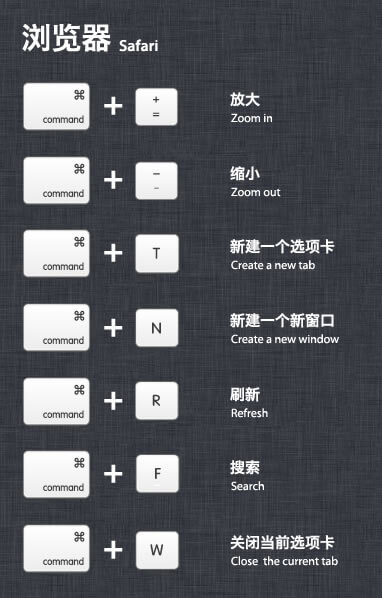 浏览器 Safari
⌘
command + + = 放大
Zoom in
⌘
command + − - 缩小
Zoom out
⌘
command + T 新建一个选项卡
Create a new tab
⌘
command + N 新建一个新窗口
Create a new window
⌘
command + R 刷新
Refresh
⌘
command + F 搜索
Search
⌘
command + W 关闭当前选项卡
Close the current tab